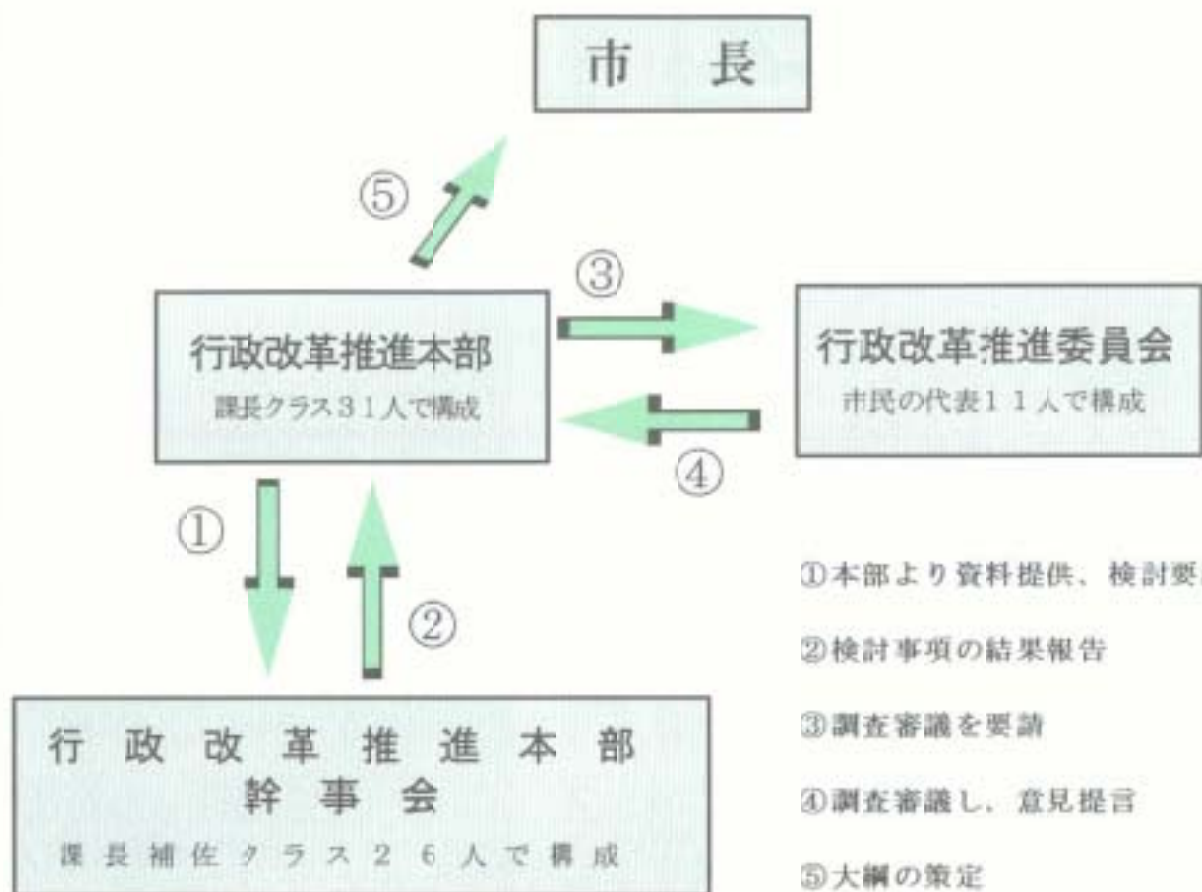 市 長
⑤
③
行政改革推進本部
課長クラス31人で構成
行政改革推進委員会
市民の代表11人で構成
④
①
②
行政改革推進本部
幹事会
課長補佐クラス26人で構成
①本部より資料提供、検討要
②検討事項の結果報告
③調査審議を要請
④調査審議し、意見提言
⑤大綱の策定